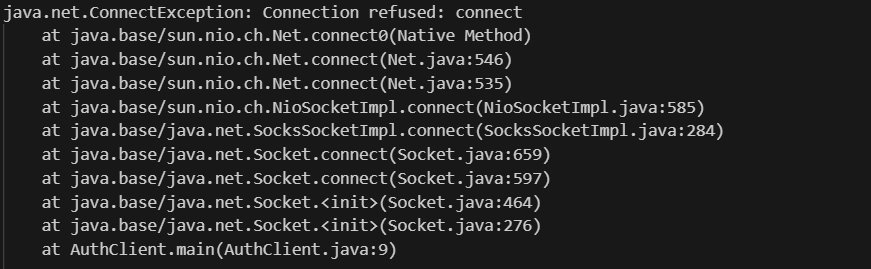 java.net.ConnectException: Connection refused: connect
at java.base/sun.nio.ch.Net.connect0(Native Method)
at java.base/sun.nio.ch.Net.connect(Net.java:546)
at java.base/sun.nio.ch.Net.connect(Net.java:535)
at java.base/sun.nio.ch.NioSocketImpl.connect(NioSocketImpl.java:585)
at java.base/java.net.SocksSocketImpl.connect(SocksSocketImpl.java:284)
at java.base/java.net.Socket.connect(Socket.java:659)
at java.base/java.net.Socket.connect(Socket.java:597)
at java.base/java.net.Socket.<init>(Socket.java:464)
at java.base/java.net.Socket.<init>(Socket.java:276)
at AuthClient.main(AuthClient.java:9)